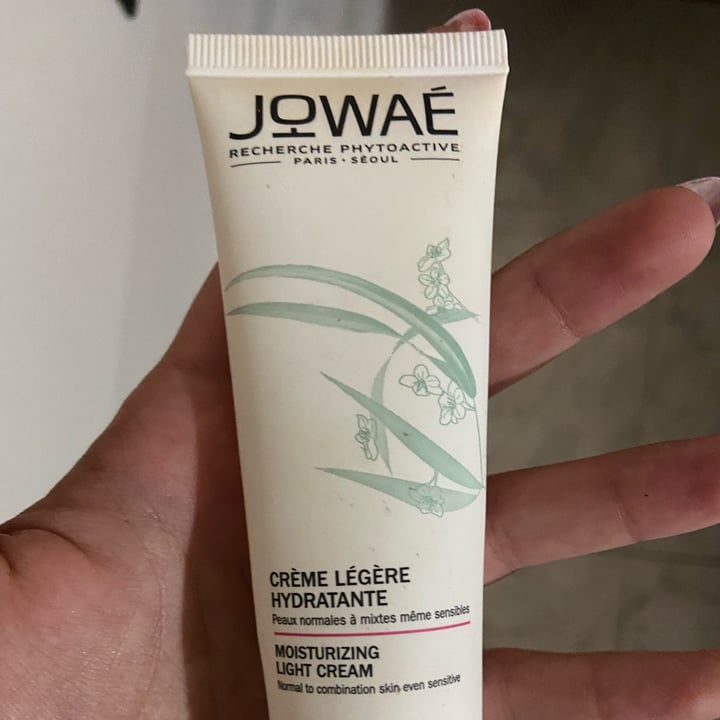 JOWAÉ
RECHERCHE PHYTOACTIVE
PARIS · SÉOUL
CRÈME LÉGÈRE
HYDRATANTE
Peaux normales à mixtes même sensibles
MOISTURIZING
LIGHT CREAM
Normal to combination skin even sensitive